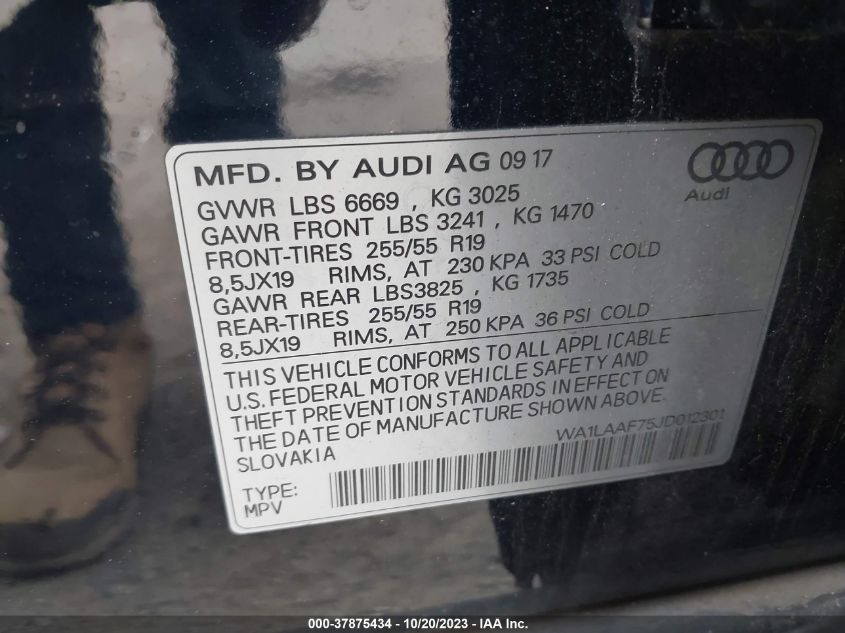 MFD. BY AUDI AG 09 17
Audi
GVWR LBS 6669 , KG 3025
GAWR FRONT LBS 3241 , KG 1470
FRONT-TIRES 255/55 R19
8,5JX19 RIMS, AT 230 KPA 33 PSI COLD
GAWR REAR LBS3825 , KG 1735
REAR-TIRES 255/55 R19
8,5JX19 RIMS, AT 250 KPA 36 PSI COLD
THIS VEHICLE CONFORMS TO ALL APPLICABLE
U.S. FEDERAL MOTOR VEHICLE SAFETY AND
THEFT PREVENTION STANDARDS IN EFFECT ON
THE DATE OF MANUFACTURE SHOWN ABOVE.
SLOVAKIA
WA1LAAF75JD012301
TYPE:
MPV
000-37875434 - 10/20/2023 - IAA Inc.